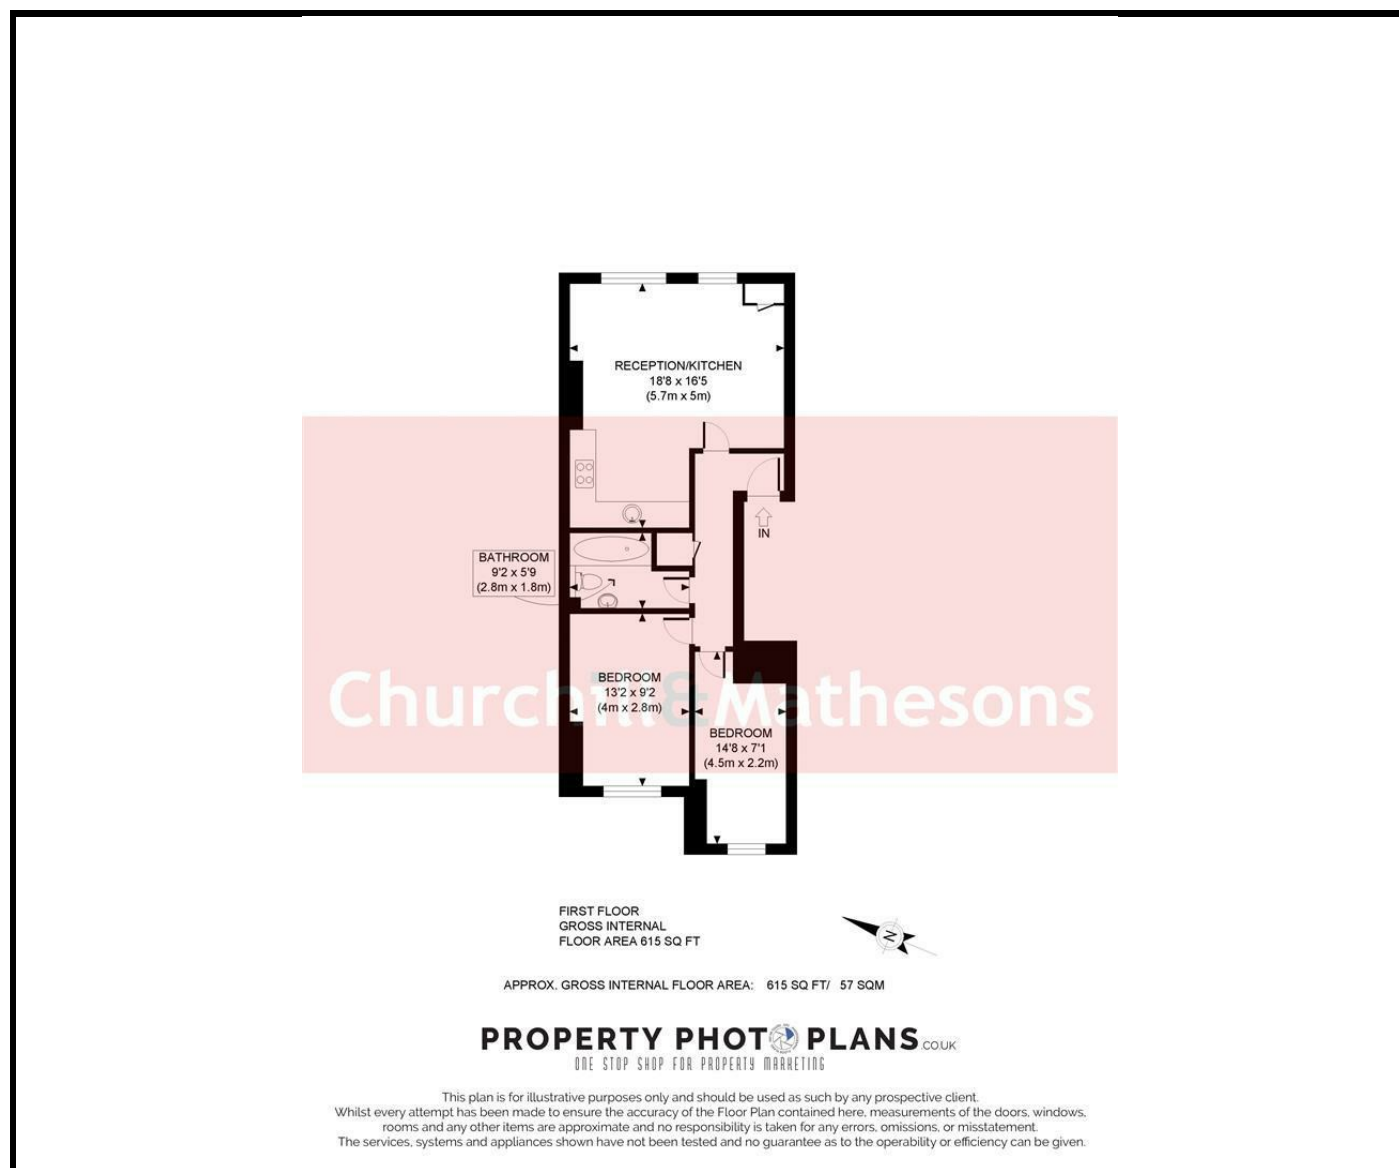 RECEPTION/KITCHEN
18'8 x 16'5
(5.7m x 5m)
IN
BATHROOM
9'2 x 5'9
(2.8m x 1.8m)
BEDROOM
13'2 x 9'2
(4m x 2.8m)
Churchill&Mathesons
BEDROOM
14'8 x 7'1
(4.5m x 2.2m)
FIRST FLOOR
GROSS INTERNAL
FLOOR AREA 615 SQ FT
N
APPROX. GROSS INTERNAL FLOOR AREA: 615 SQ FT/ 57 SQM
PROPERTY PHOTO PLANS.CO.UK
ONE STOP SHOP FOR PROPERTY MARKETING
This plan is for illustrative purposes only and should be used as such by any prospective client.
Whilst every attempt has been made to ensure the accuracy of the Floor Plan contained here, measurements of the doors, windows,
rooms and any other items are approximate and no responsibility is taken for any errors, omissions, or misstatement.
The services, systems and appliances shown have not been tested and no guarantee as to the operability or efficiency can be given.